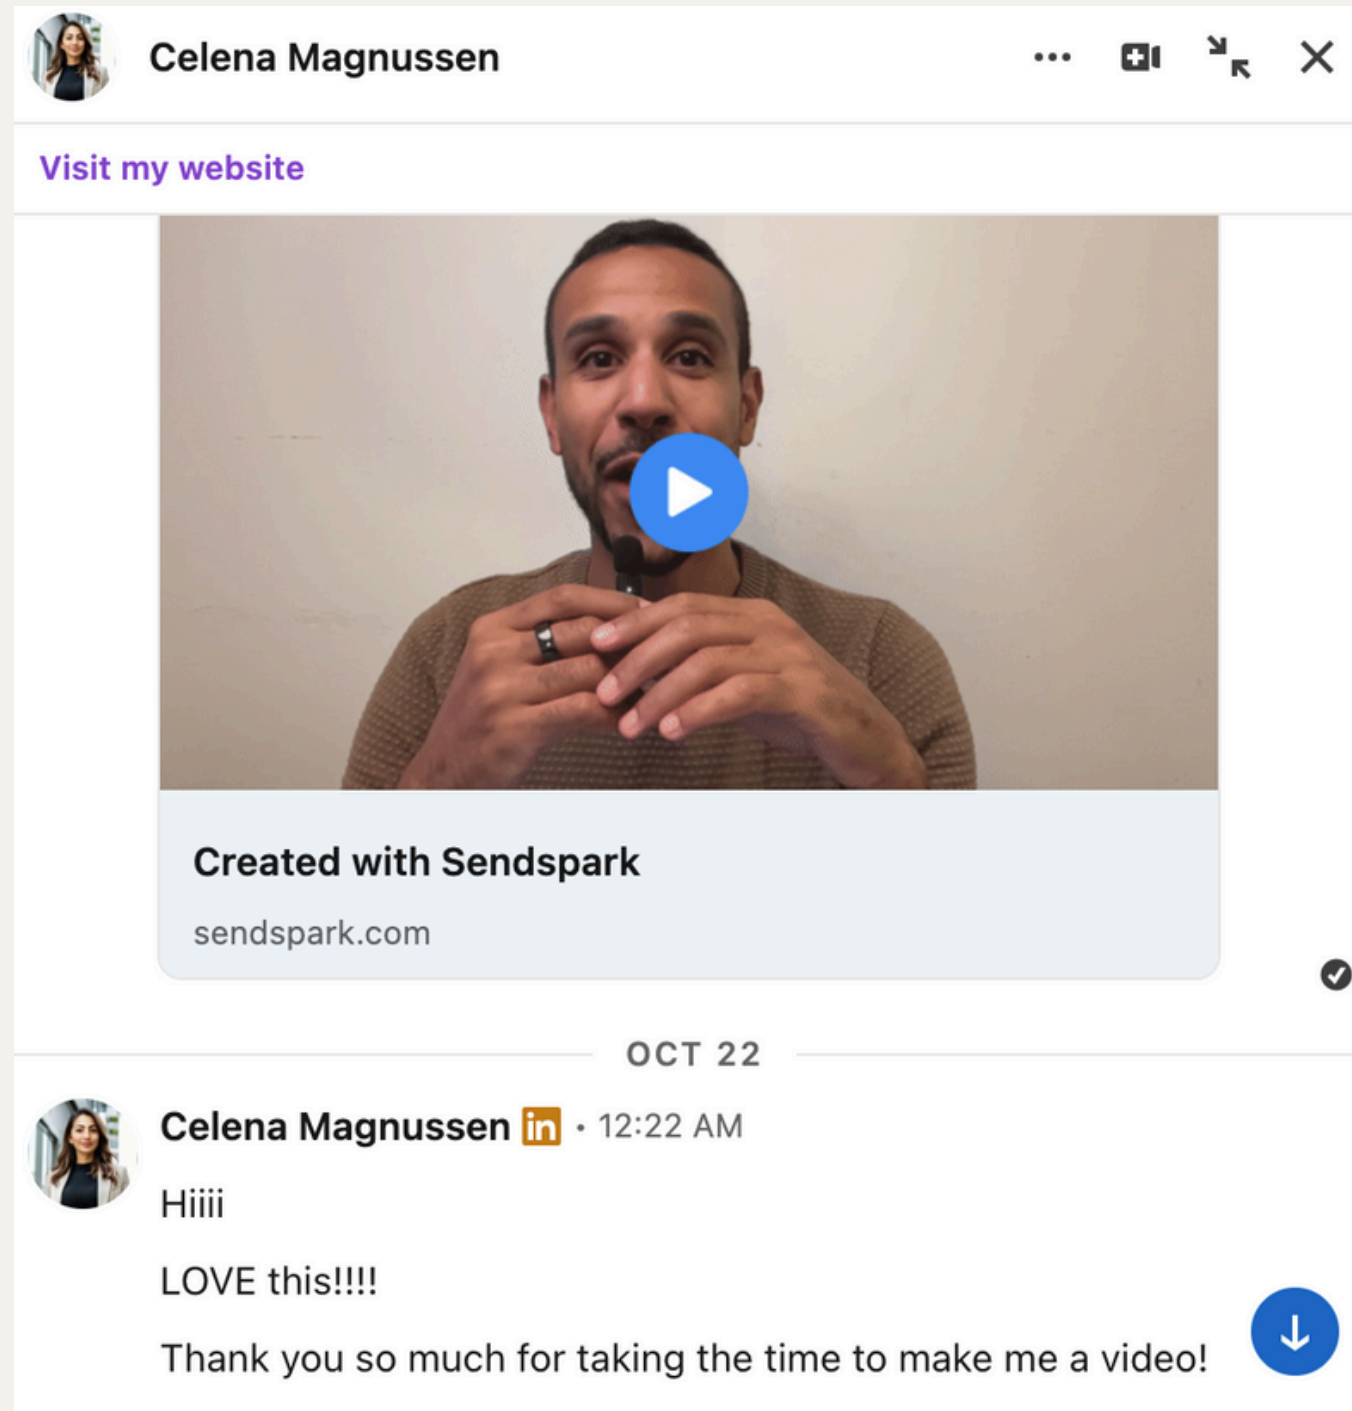 Celena Magnussen
Visit my website
Created with Sendspark
sendspark.com
OCT 22
Celena Magnussen in • 12:22 AM
Hiiii
LOVE this!!!!
Thank you so much for taking the time to make me a video!